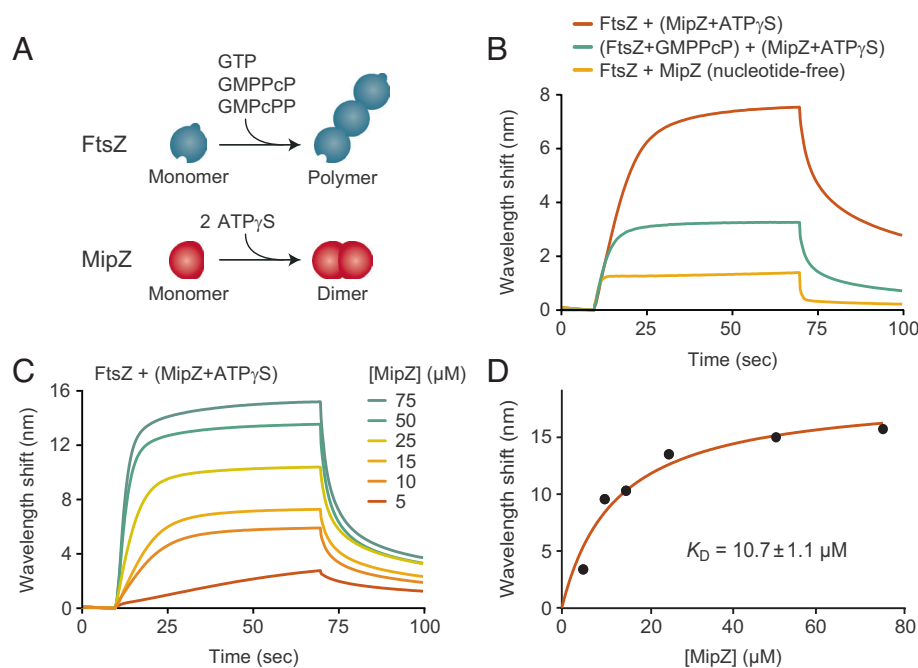 A
GTP
GMPPcP
GMPcPP
FtsZ
Monomer
Polymer
2 ATPγS
MipZ
Monomer
Dimer
B
FtsZ + (MipZ+ATPγS)
(FtsZ+GMPPcP) + (MipZ+ATPγS)
FtsZ + MipZ (nucleotide-free)
Wavelength shift (nm)
8
6
4
2
0
0 25 50 75 100
Time (sec)
C
FtsZ + (MipZ+ATPγS)
[MipZ] (µM)
75
50
25
15
10
5
Wavelength shift (nm)
16
12
8
4
0
0 25 50 75 100
Time (sec)
D
Wavelength shift (nm)
15
10
5
0
K_D = 10.7±1.1 µM
0 20 40 60 80
[MipZ] (µM)